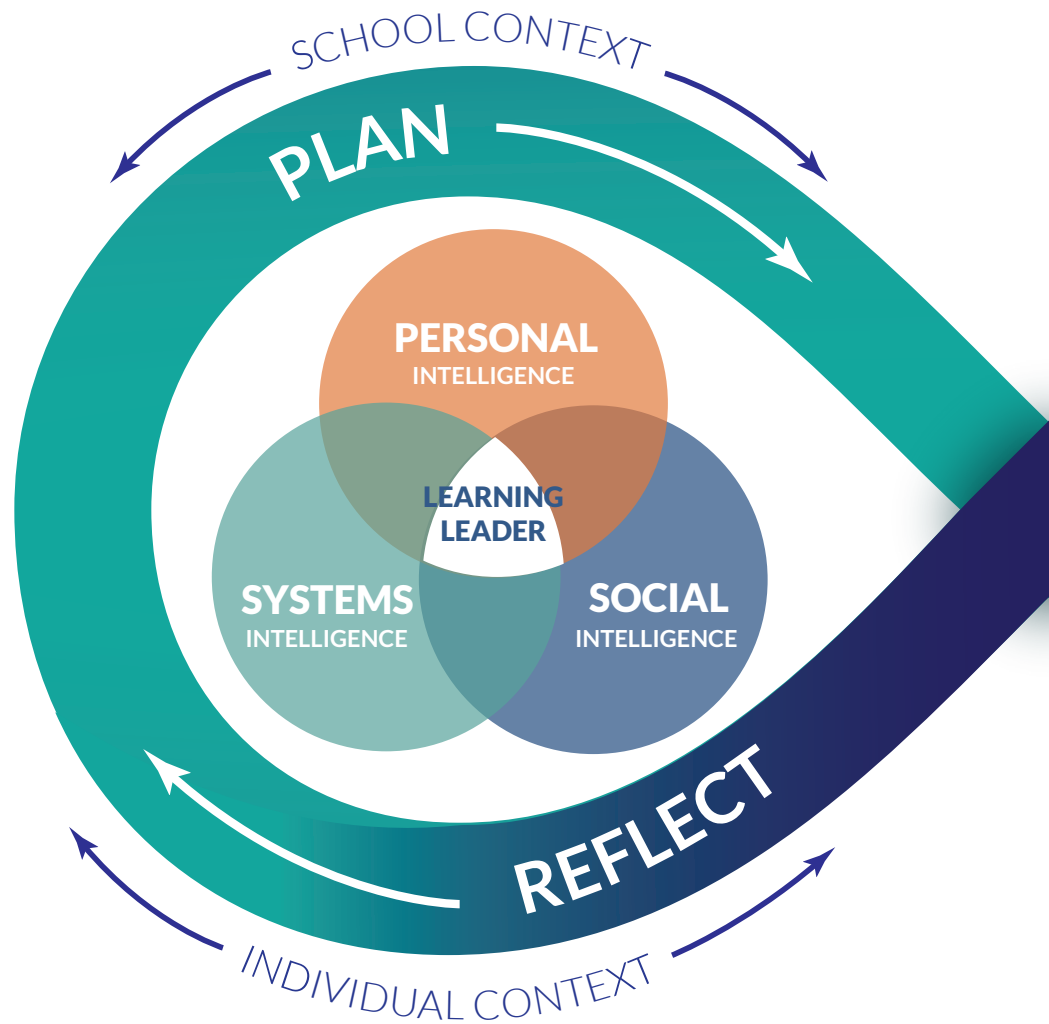 SCHOOL CONTEXT
PLAN
PERSONAL
INTELLIGENCE
LEARNING
LEADER
SYSTEMS
INTELLIGENCE
SOCIAL
INTELLIGENCE
REFLECT
INDIVIDUAL CONTEXT